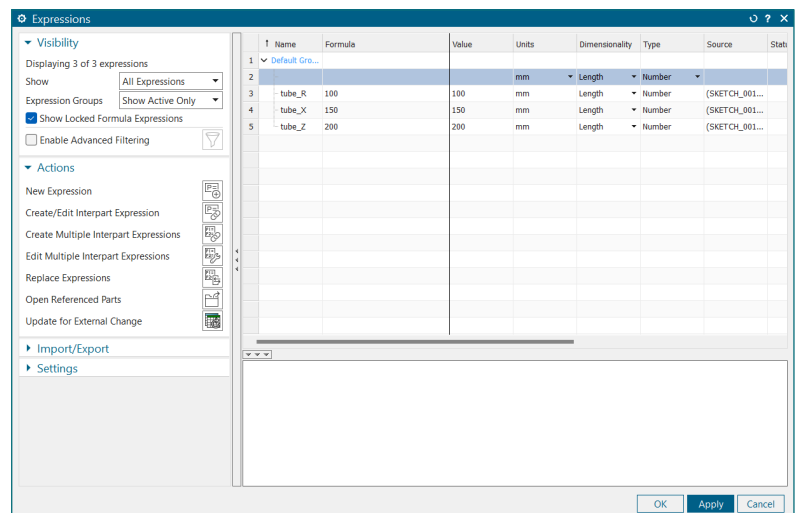 Expressions
Visibility
Displaying 3 of 3 expressions
Show All Expressions
Expression Groups Show Active Only
Show Locked Formula Expressions
Enable Advanced Filtering
Actions
New Expression
Create/Edit Interpart Expression
Create Multiple Interpart Expressions
Edit Multiple Interpart Expressions
Replace Expressions
Open Referenced Parts
Update for External Change
Import/Export
Settings
↑ Name Formula Value Units Dimensionality Type Source Statu
1 Default Gro...
2 mm Length Number
3 tube_R 100 100 mm Length Number (SKETCH_001...
4 tube_X 150 150 mm Length Number (SKETCH_001...
5 tube_Z 200 200 mm Length Number (SKETCH_001...
OK Apply Cancel